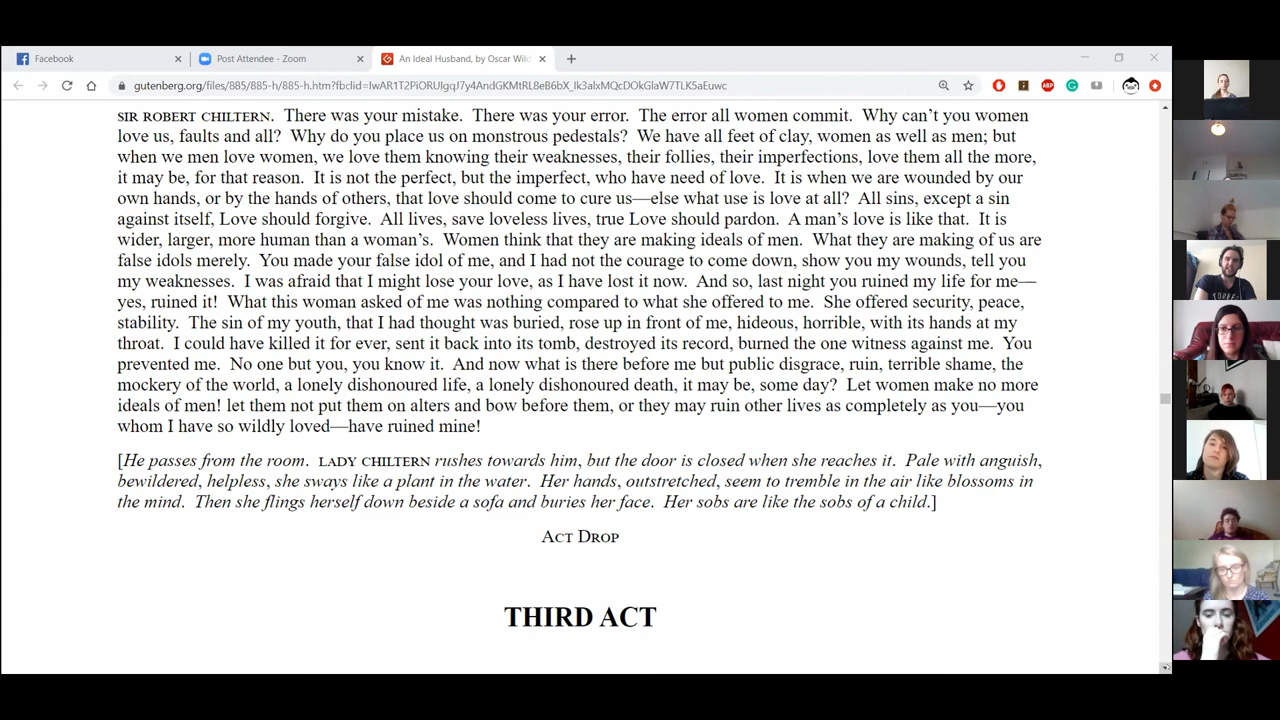 Facebook
Post Attendee - Zoom
An Ideal Husband, by Oscar Wild
gutenberg.org/files/885/885-h/885-h.htm?fbclid=IwAR1T2PiORUIgqJ7y4AndGKMtRL8eB6bX_Ik3alxMQcDOkGlaW7TLK5aEuwc
ABP
SIR ROBERT CHILTERN. There was your mistake. There was your error. The error all women commit. Why can’t you women
love us, faults and all? Why do you place us on monstrous pedestals? We have all feet of clay, women as well as men; but
when we men love women, we love them knowing their weaknesses, their follies, their imperfections, love them all the more,
it may be, for that reason. It is not the perfect, but the imperfect, who have need of love. It is when we are wounded by our
own hands, or by the hands of others, that love should come to cure us—else what use is love at all? All sins, except a sin
against itself, Love should forgive. All lives, save loveless lives, true Love should pardon. A man’s love is like that. It is
wider, larger, more human than a woman’s. Women think that they are making ideals of men. What they are making of us are
false idols merely. You made your false idol of me, and I had not the courage to come down, show you my wounds, tell you
my weaknesses. I was afraid that I might lose your love, as I have lost it now. And so, last night you ruined my life for me—
yes, ruined it! What this woman asked of me was nothing compared to what she offered to me. She offered security, peace,
stability. The sin of my youth, that I had thought was buried, rose up in front of me, hideous, horrible, with its hands at my
throat. I could have killed it for ever, sent it back into its tomb, destroyed its record, burned the one witness against me. You
prevented me. No one but you, you know it. And now what is there before me but public disgrace, ruin, terrible shame, the
mockery of the world, a lonely dishonoured life, a lonely dishonoured death, it may be, some day? Let women make no more
ideals of men! let them not put them on alters and bow before them, or they may ruin other lives as completely as you—you
whom I have so wildly loved—have ruined mine!
[He passes from the room. LADY CHILTERN rushes towards him, but the door is closed when she reaches it. Pale with anguish,
bewildered, helpless, she sways like a plant in the water. Her hands, outstretched, seem to tremble in the air like blossoms in
the mind. Then she flings herself down beside a sofa and buries her face. Her sobs are like the sobs of a child.]
ACT DROP
THIRD ACT